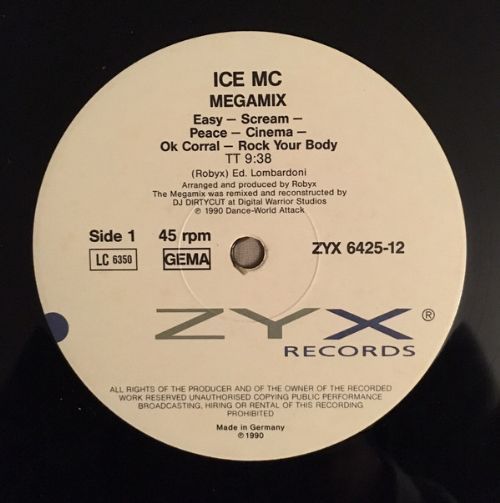 ICE MC
MEGAMIX
Easy – Scream –
Peace – Cinema –
Ok Corral – Rock Your Body
TT 9:38
(Robyx) Ed. Lombardoni
Arranged and produced by Robyx
The Megamix was remixed and reconstructed by
DJ DIRTYCUT at Digital Warrior Studios
℗ 1990 Dance-World Attack
Side 1 45 rpm ZYX 6425-12
LC 6350 GEMA
ZYX ®
RECORDS
ALL RIGHTS OF THE PRODUCER AND OF THE OWNER OF THE RECORDED
WORK RESERVED UNAUTHORISED COPYING PUBLIC PERFORMANCE
BROADCASTING, HIRING OR RENTAL OF THIS RECORDING
PROHIBITED
Made in Germany
℗ 1990